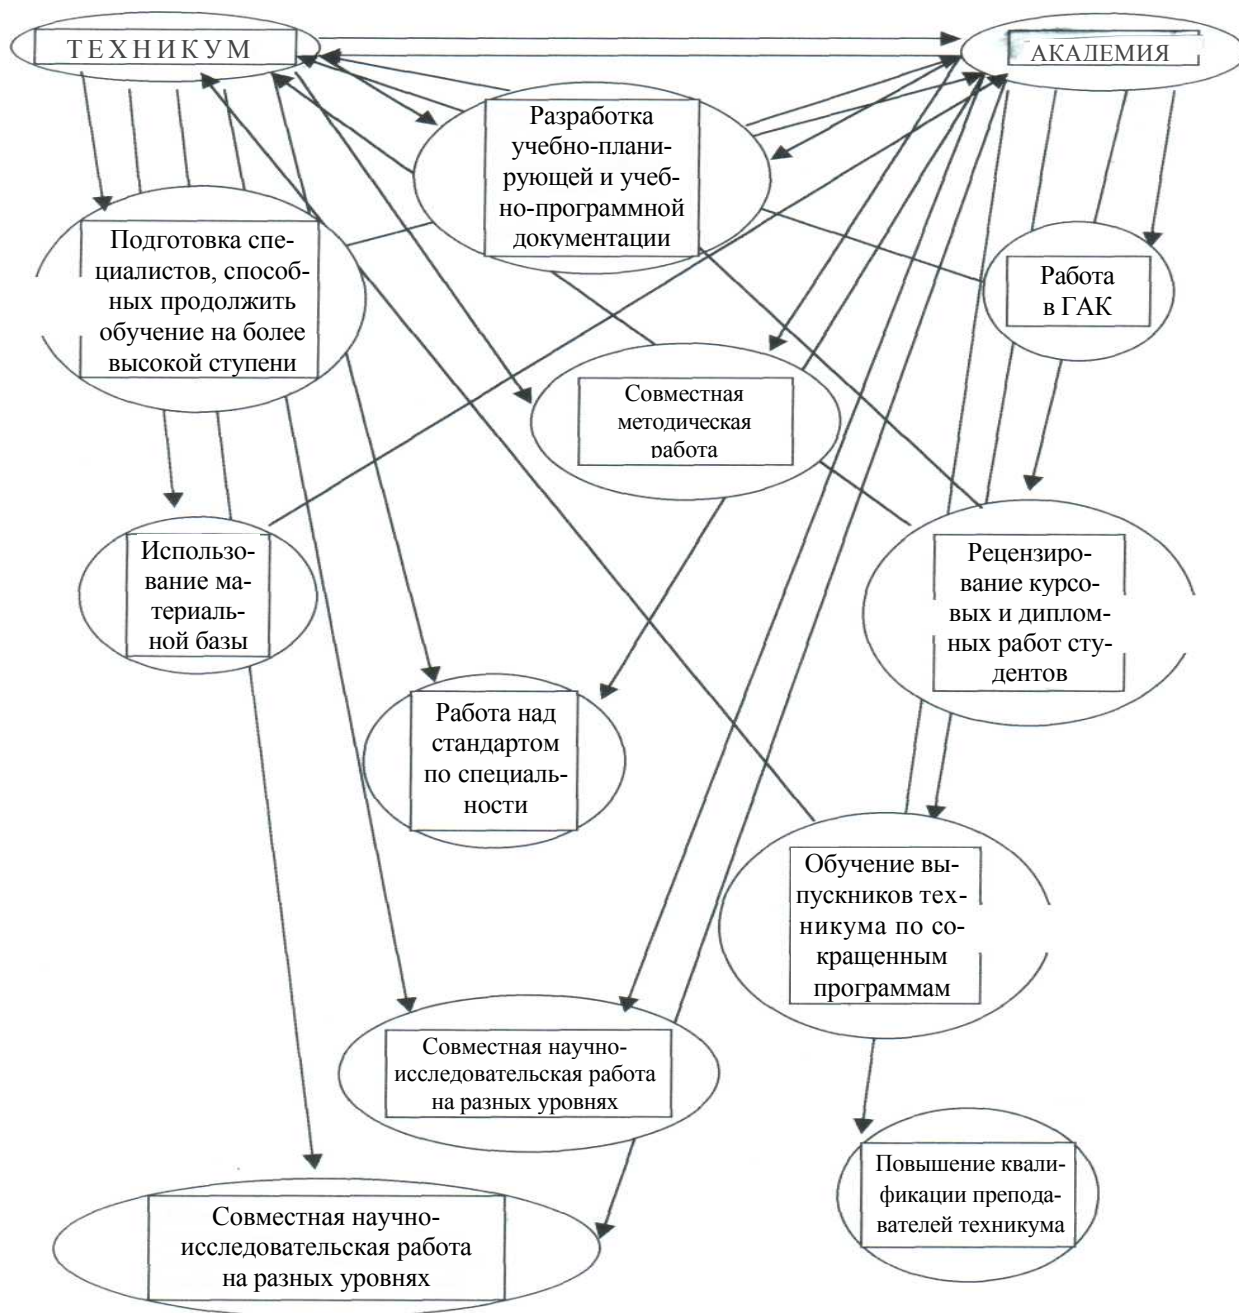 ТЕХНИКУМ
АКАДЕМИЯ
Разработка
учебно-плани-
рующей и учеб-
но-программной
документации
Подготовка спе-
циалистов, способ-
ных продолжить
обучение на более
высокой ступени
Работа
в ГАК
Совместная
методическая
работа
Использо-
вание ма-
териаль-
ной базы
Рецензиро-
вание курсо-
вых и диплом-
ных работ сту-
дентов
Работа над
стандартом
по специаль-
ности
Обучение вы-
пускников тех-
никума по со-
кращенным
программам
Совместная научно-
исследовательская работа
на разных уровнях
Повышение квали-
фикации препода-
вателей техникума
Совместная научно-
исследовательская работа
на разных уровнях